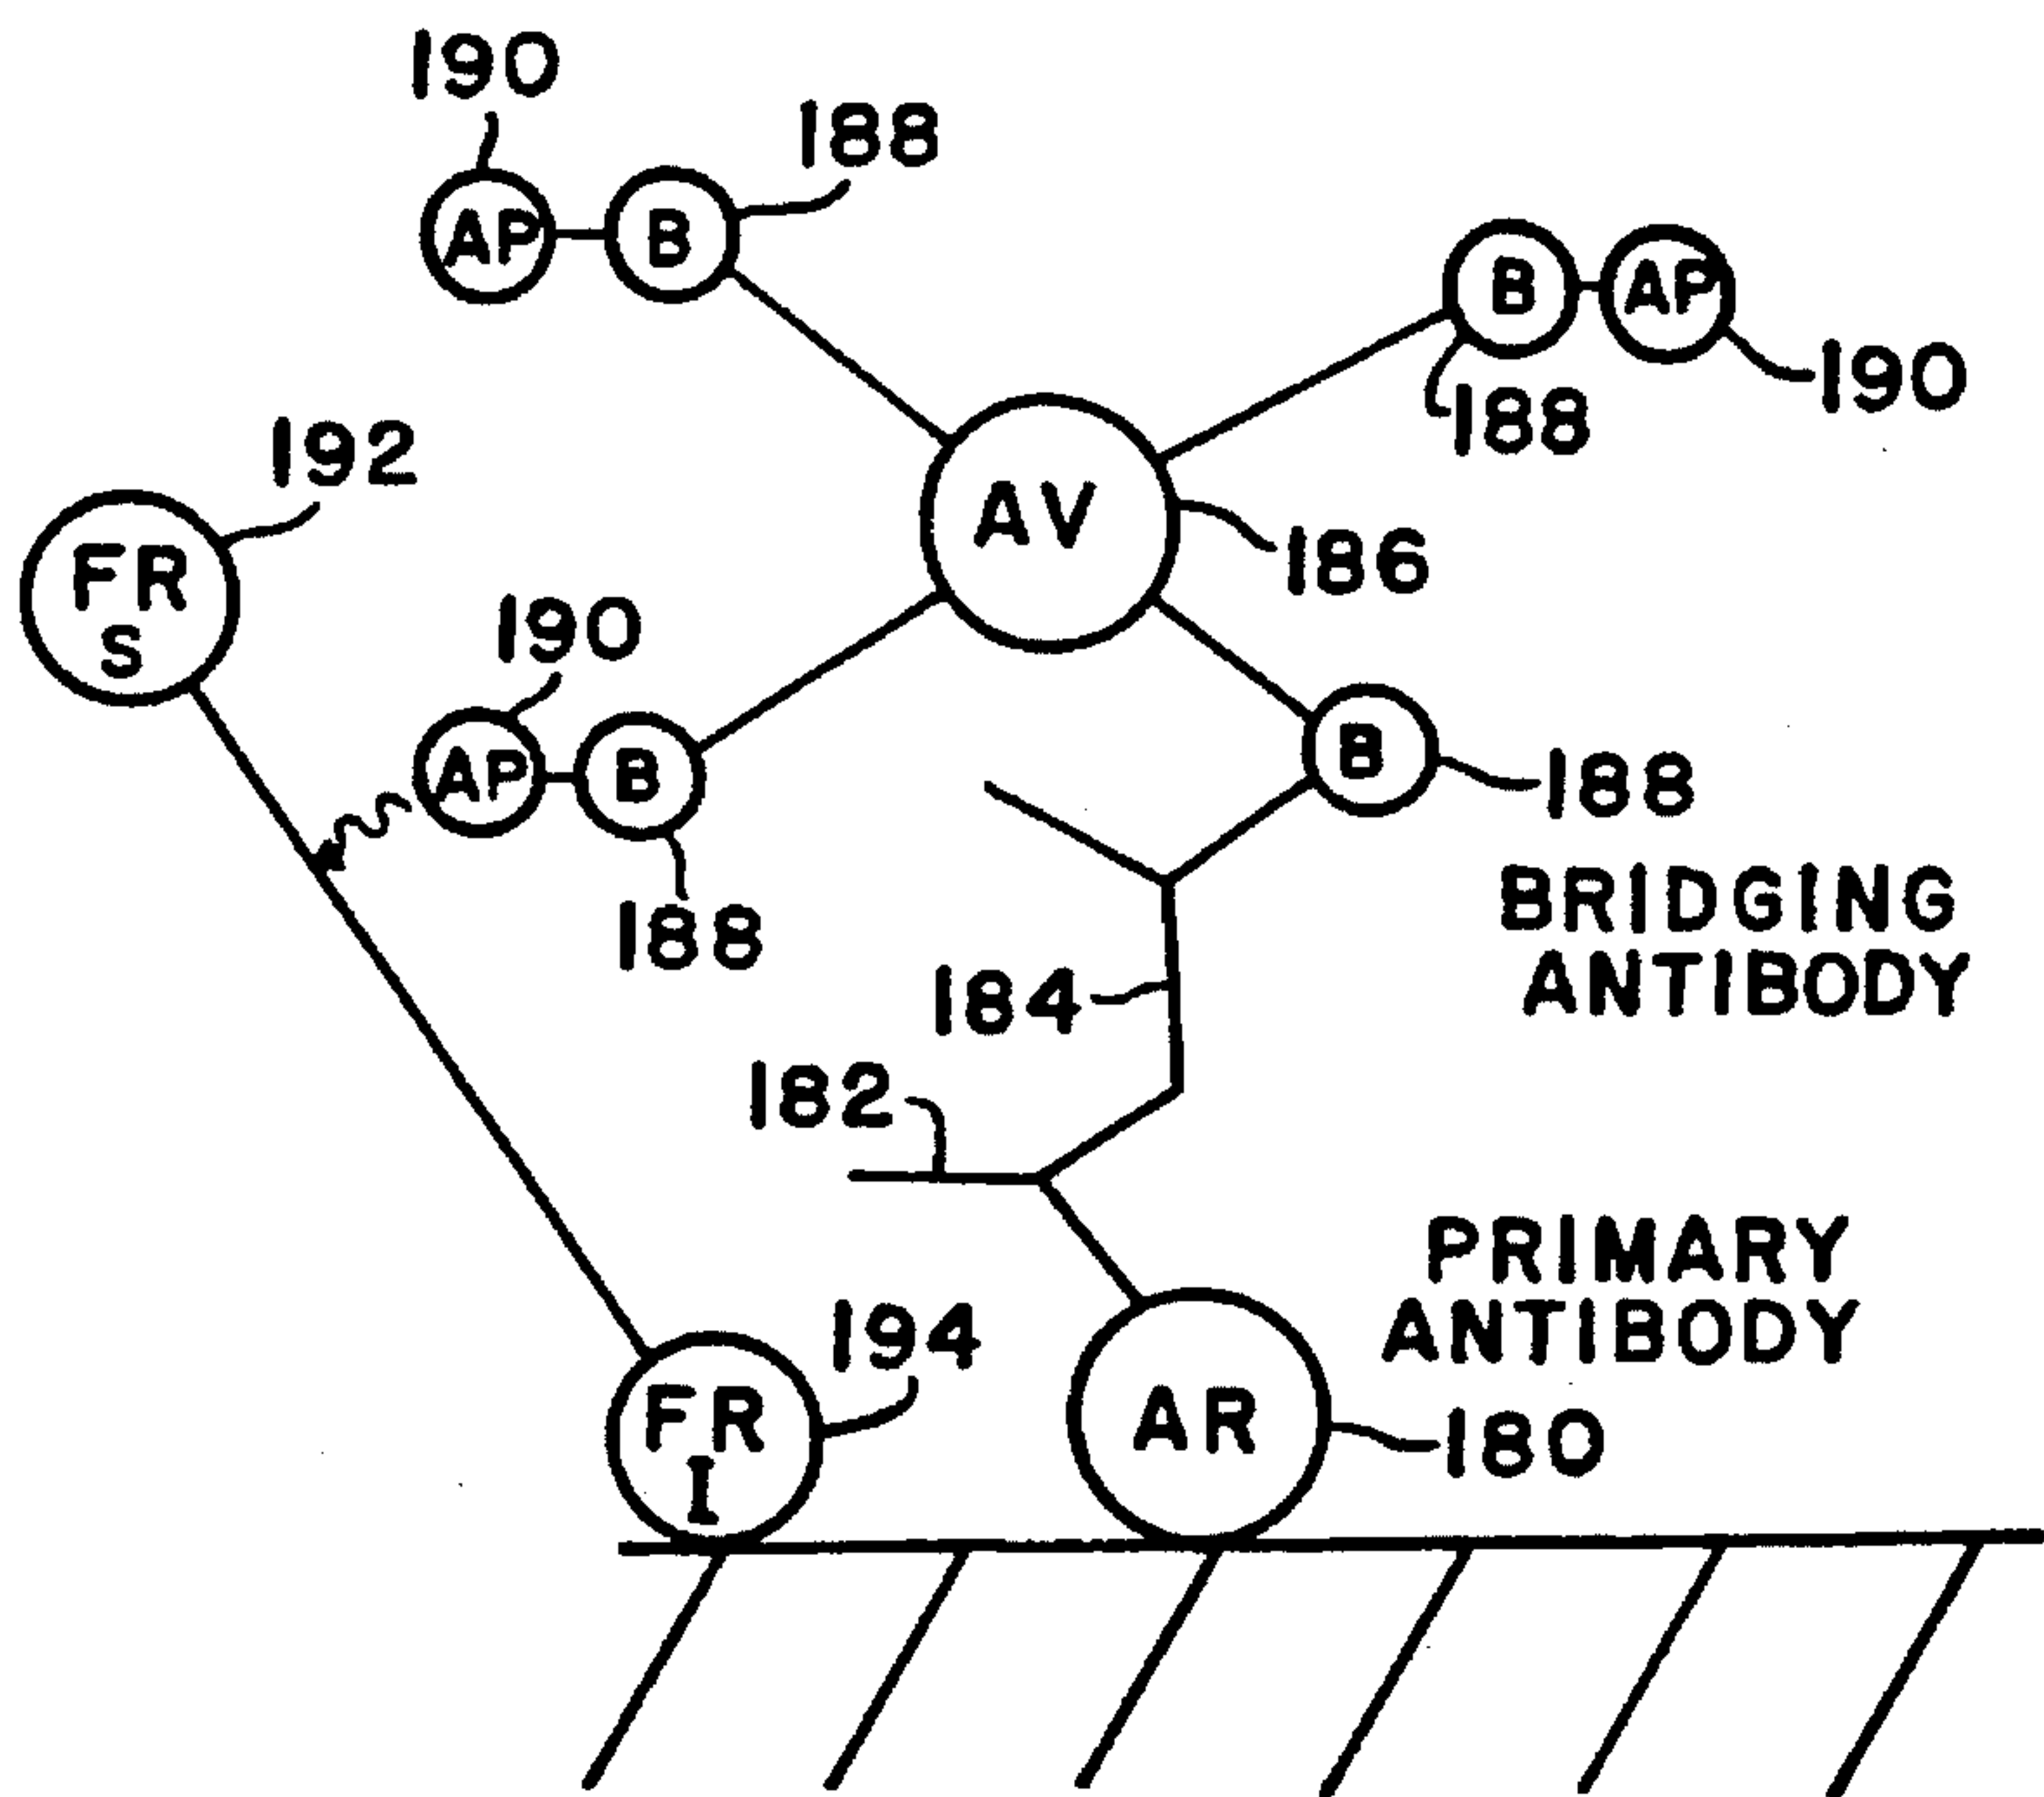 190
188
AP
B
B
AP
190
188
192
AV
186
FR
S
190
AP
B
B
188
188
BRIDGING
ANTIBODY
184
182
PRIMARY
ANTIBODY
194
FR
I
AR
180